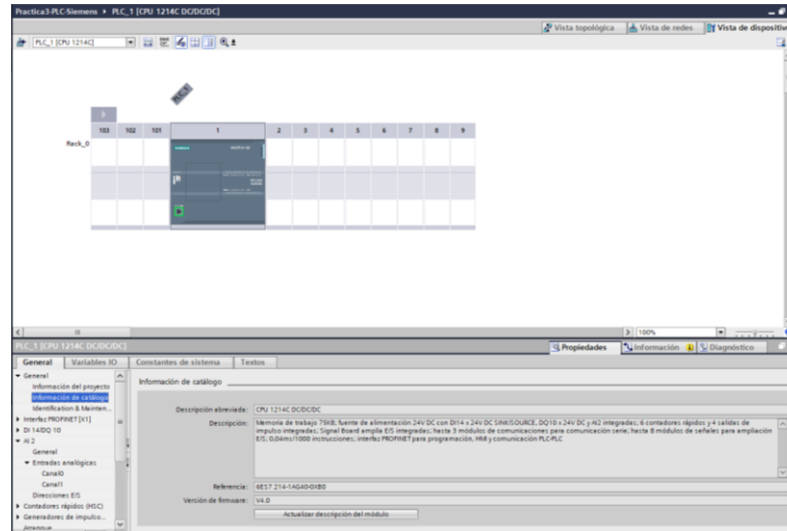 Practica3-PLC-Siemens ▸ PLC_1 [CPU 1214C DC/DC/DC]
Vista topológica Vista de redes Vista de dispositivo
PLC_1 [CPU 1214C]
PLC_1
103 102 101 1 2 3 4 5 6 7 8 9
Rack_0
SIEMENS
100%
PLC_1 [CPU 1214C DC/DC/DC]
Propiedades Información Diagnóstico
General Variables IO Constantes de sistema Textos
General
Información del proyecto
Información de catálogo
Identification & Mainten...
Interfaz PROFINET [X1]
DI 14/DQ 10
AI 2
General
Entradas analógicas
Canal0
Canal1
Direcciones E/S
Contadores rápidos (HSC)
Generadores de impulso...
Arranque
Información de catálogo
Descripción abreviada: CPU 1214C DC/DC/DC
Descripción: Memoria de trabajo 75KB; fuente de alimentación 24V DC con DI14 x 24V DC SINK/SOURCE, DQ10 x 24V DC y AI2 integradas; 6 contadores rápidos y 4 salidas de
impulso integradas; Signal Board amplía E/S integradas; hasta 3 módulos de comunicaciones para comunicación serie; hasta 8 módulos de señales para ampliación
E/S; 0,04ms/1000 instrucciones; interfaz PROFINET para programación, HMI y comunicación PLC-PLC
Referencia: 6ES7 214-1AG40-0XB0
Versión de firmware: V4.0
Actualizar descripción del módulo